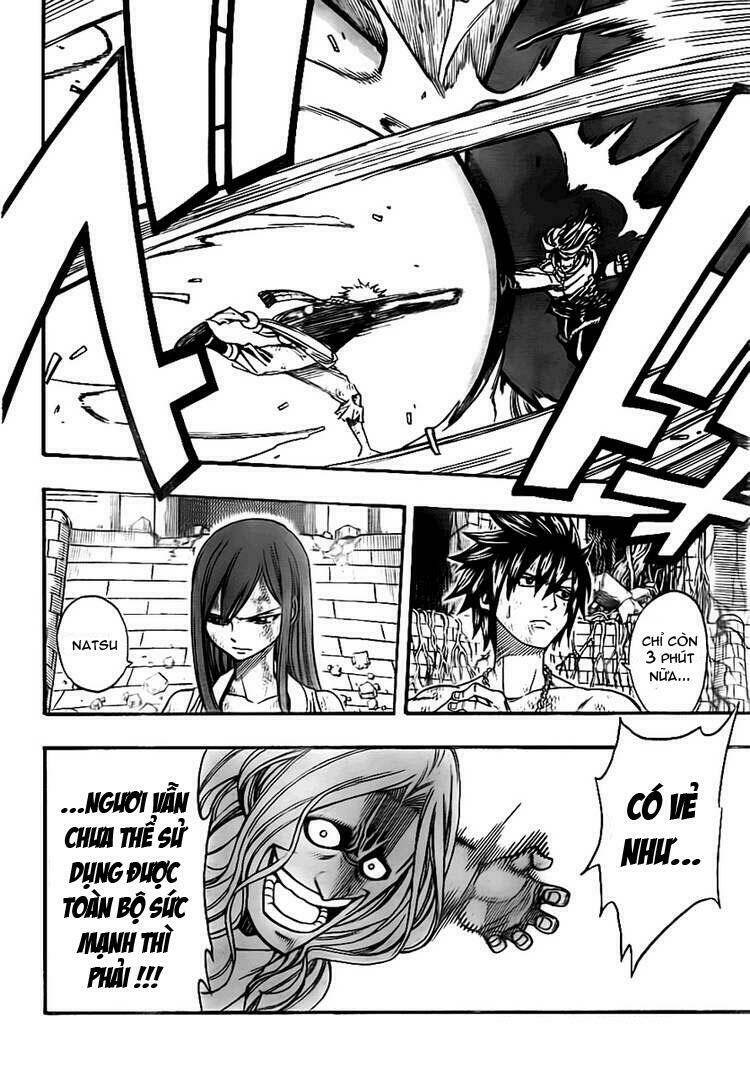 CHỈ CÒN
3 PHÚT
NỮA...
NATSU
CÓ VẺ
NHƯ...
...NGƯƠI VẪN
CHƯA THỂ SỬ
DỤNG ĐƯỢC
TOÀN BỘ SỨC
MẠNH THÌ
PHẢI !!!